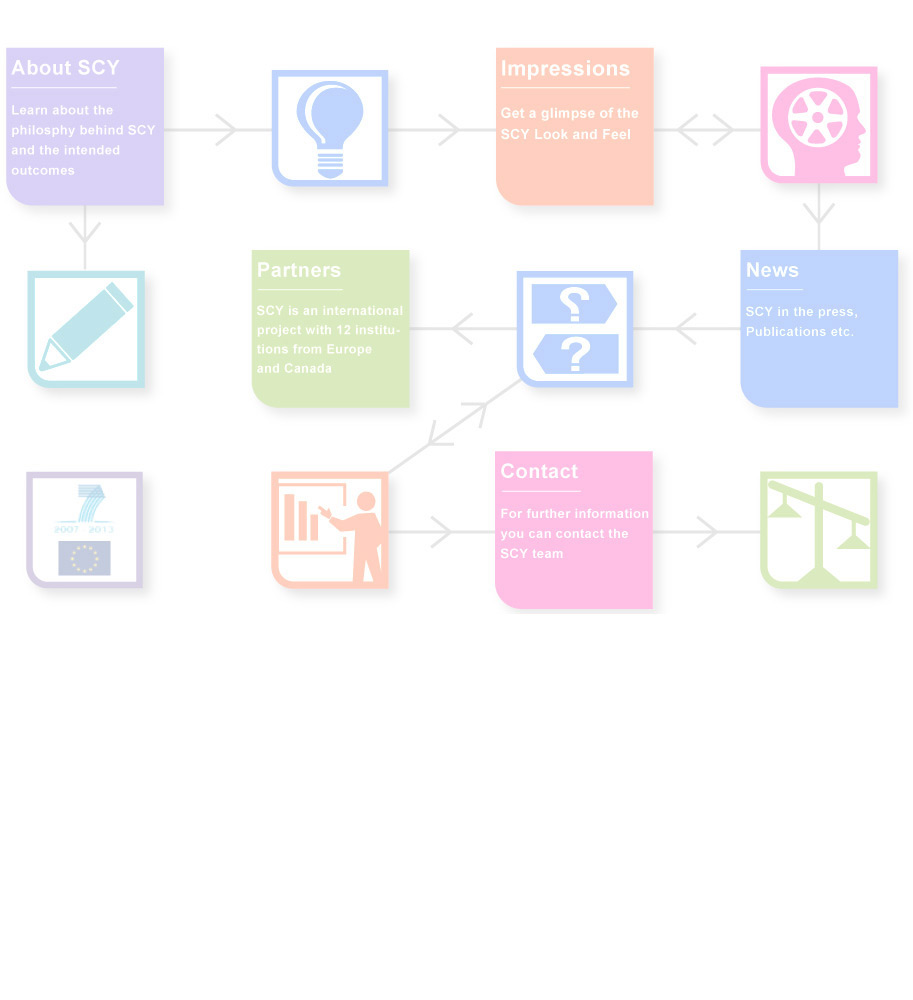 About SCY
Learn about the
philosphy behind SCY
and the intended
outcomes
Impressions
Get a glimpse of the
SCY Look and Feel
Partners
SCY is an international
project with 12 institu-
tions from Europe
and Canada
?
?
News
SCY in the press,
Publications etc.
7
2007 - 2013
Contact
For further information
you can contact the
SCY team